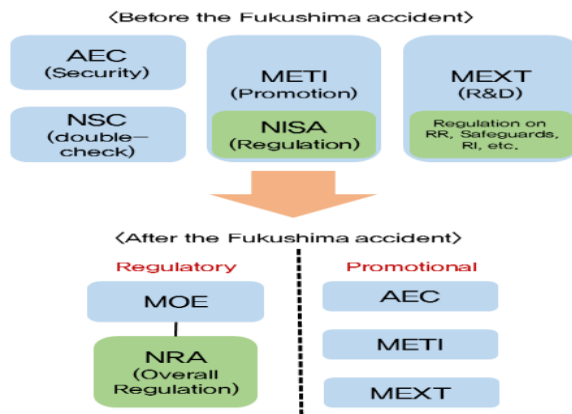 <Before the Fukushima accident>
AEC
(Security)
NSC
(double-
check)
METI
(Promotion)
NISA
(Regulation)
MEXT
(R&D)
Regulation on
RR, Safeguards,
RI, etc.
<After the Fukushima accident>
Regulatory
MOE
NRA
(Overall
Regulation)
Promotional
AEC
METI
MEXT